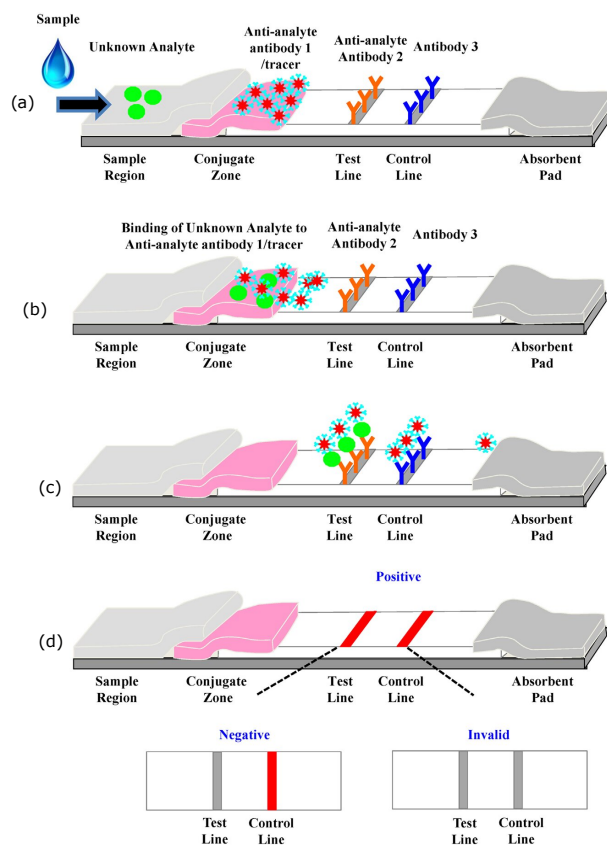 Sample
Unknown Analyte
Anti-analyte
antibody 1
/tracer
Anti-analyte
Antibody 2
Antibody 3
(a)
Sample
Region
Conjugate
Zone
Test
Line
Control
Line
Absorbent
Pad
Binding of Unknown Analyte to
Anti-analyte antibody 1/tracer
Anti-analyte
Antibody 2
Antibody 3
(b)
Sample
Region
Conjugate
Zone
Test
Line
Control
Line
Absorbent
Pad
(c)
Sample
Region
Conjugate
Zone
Test
Line
Control
Line
Absorbent
Pad
Positive
(d)
Sample
Region
Conjugate
Zone
Test
Line
Control
Line
Absorbent
Pad
Negative
Test
Line
Control
Line
Invalid
Test
Line
Control
Line